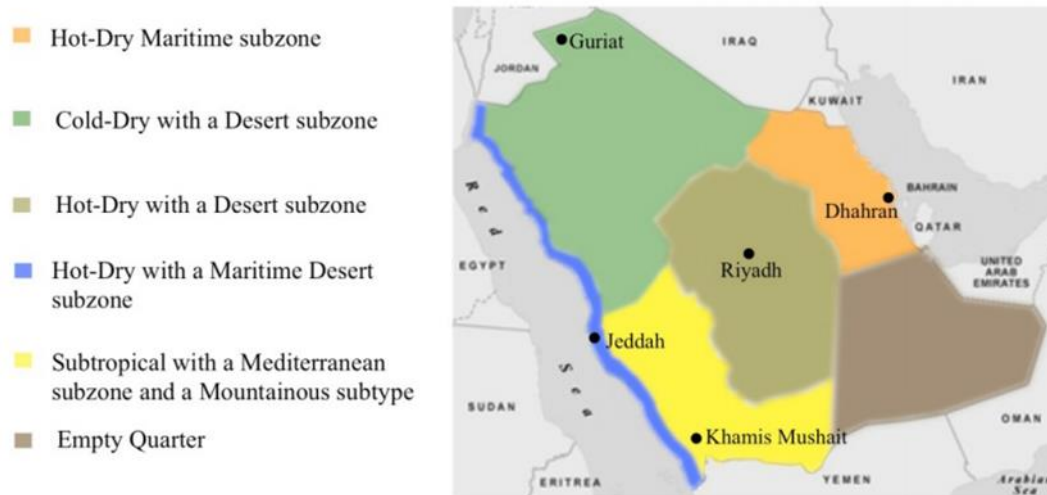 Hot-Dry Maritime subzone
Cold-Dry with a Desert subzone
Hot-Dry with a Desert subzone
Hot-Dry with a Maritime Desert
subzone
Subtropical with a Mediterranean
subzone and a Mountainous subtype
Empty Quarter
Guriat
IRAQ
JORDAN
IRAN
KUWAIT
Red
Sea
BAHRAIN
Dhahran
QATAR
EGYPT
Riyadh
UNITED
ARAB
EMIRATES
Jeddah
SUDAN
Khamis Mushait
OMAN
YEMEN
ERITREA
Arabian
Sea